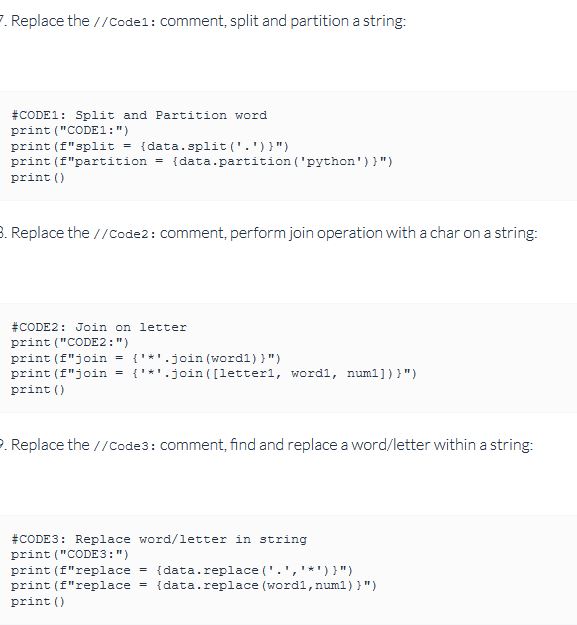 7. Replace the //Code1: comment, split and partition a string:
#CODE1: Split and Partition word
print("CODE1:")
print(f"split = {data.split('.')}")
print(f"partition = {data.partition('python')}")
print()
8. Replace the //Code2: comment, perform join operation with a char on a string:
#CODE2: Join on letter
print("CODE2:")
print(f"join = {'*'.join(word1)}")
print(f"join = {'*'.join([letter1, word1, num1])}")
print()
9. Replace the //Code3: comment, find and replace a word/letter within a string:
#CODE3: Replace word/letter in string
print("CODE3:")
print(f"replace = {data.replace('.','*')}")
print(f"replace = {data.replace(word1,num1)}")
print()